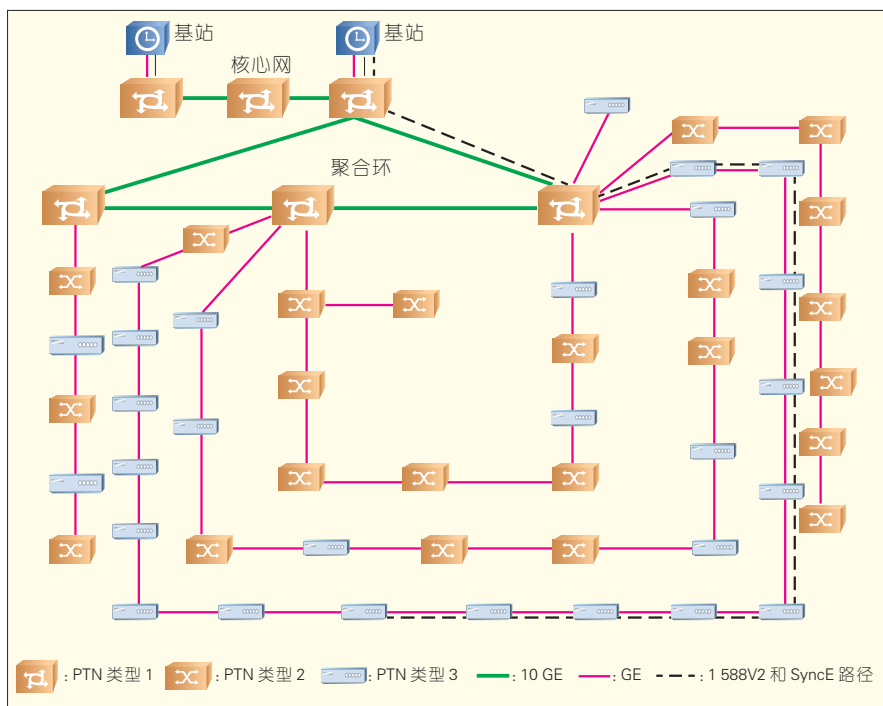 基站
基站
核心网
聚合环
: PTN 类型 1
: PTN 类型 2
: PTN 类型 3
: 10 GE
: GE
: 1 588V2 和 SyncE 路径